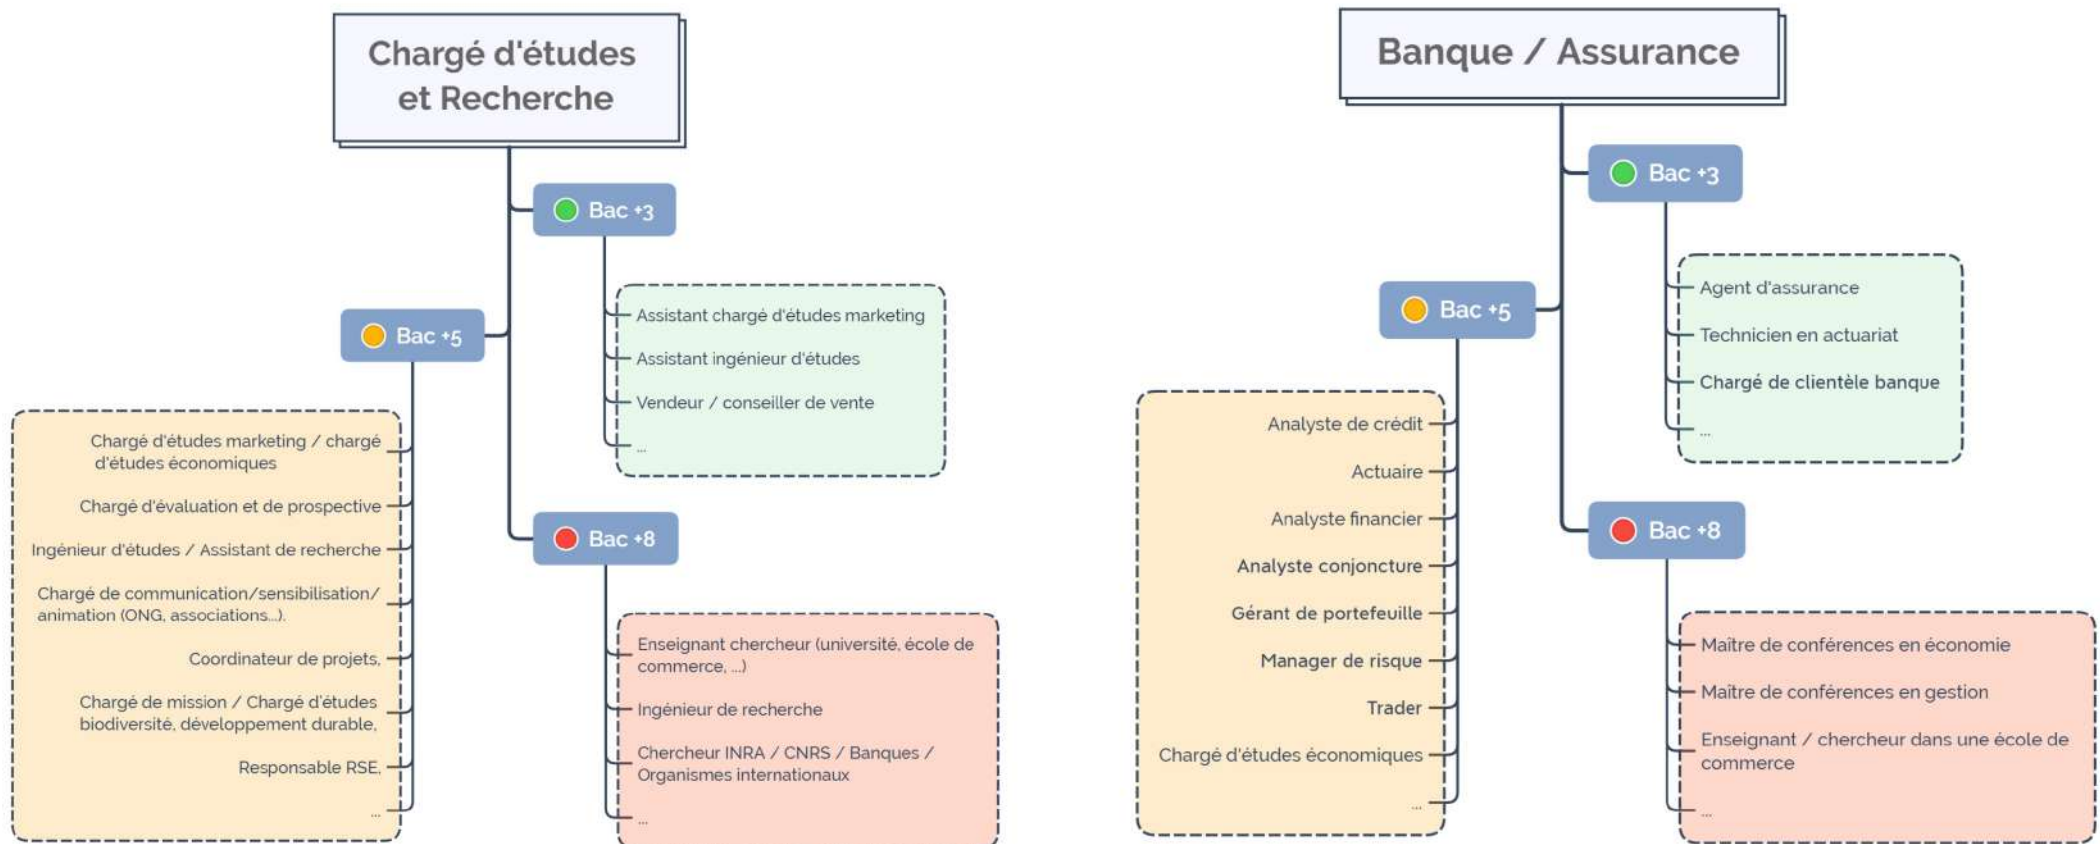 Chargé d'études
et Recherche
Bac +3
Assistant chargé d'études marketing
Assistant ingénieur d'études
Vendeur / conseiller de vente
...
Bac +5
Chargé d'études marketing / chargé
d'études économiques
Chargé d'évaluation et de prospective
Ingénieur d'études / Assistant de recherche
Chargé de communication/sensibilisation/
animation (ONG, associations...).
Coordinateur de projets,
Chargé de mission / Chargé d'études
biodiversité, développement durable,
Responsable RSE,
...
Bac +8
Enseignant chercheur (université, école de
commerce, ...)
Ingénieur de recherche
Chercheur INRA / CNRS / Banques /
Organismes internationaux
...
Banque / Assurance
Bac +3
Agent d'assurance
Technicien en actuariat
Chargé de clientèle banque
...
Bac +5
Analyste de crédit
Actuaire
Analyste financier
Analyste conjoncture
Gérant de portefeuille
Manager de risque
Trader
Chargé d'études économiques
...
Bac +8
Maître de conférences en économie
Maître de conférences en gestion
Enseignant / chercheur dans une école de
commerce
...